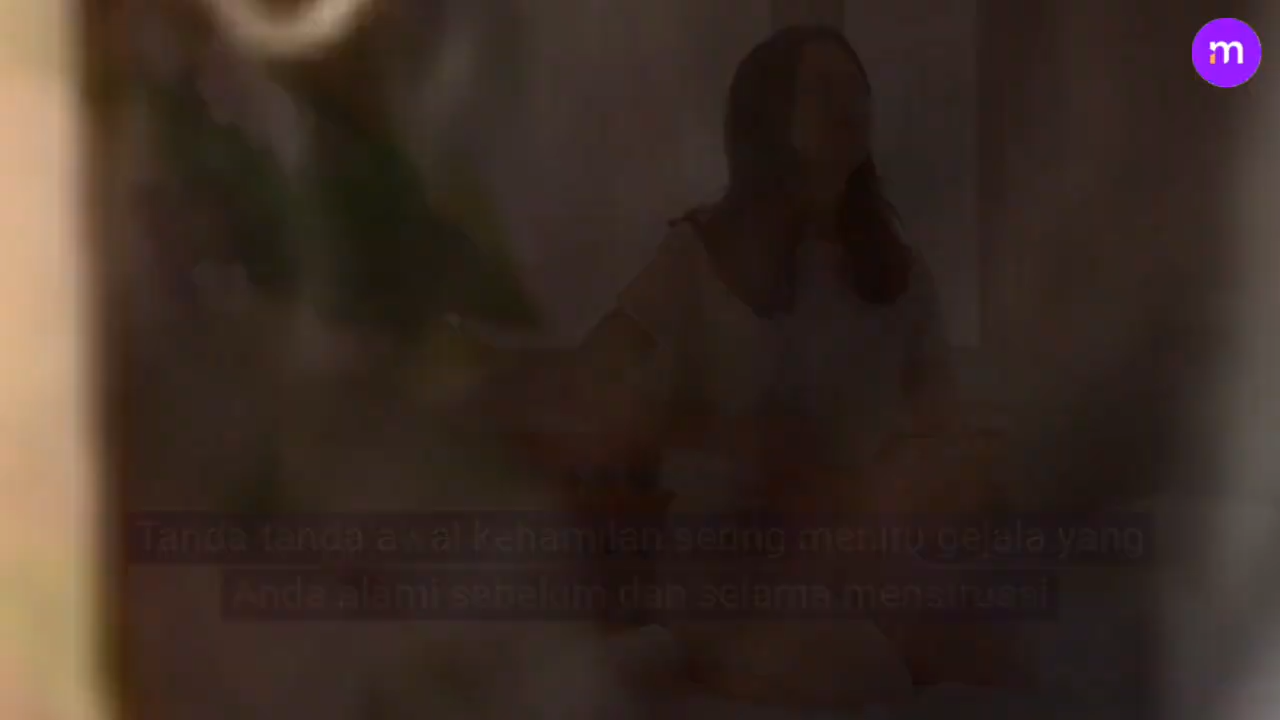 m
Tanda tanda awal kehamilan sering meniru gejala yang
Anda alami sebelum dan selama menstruasi